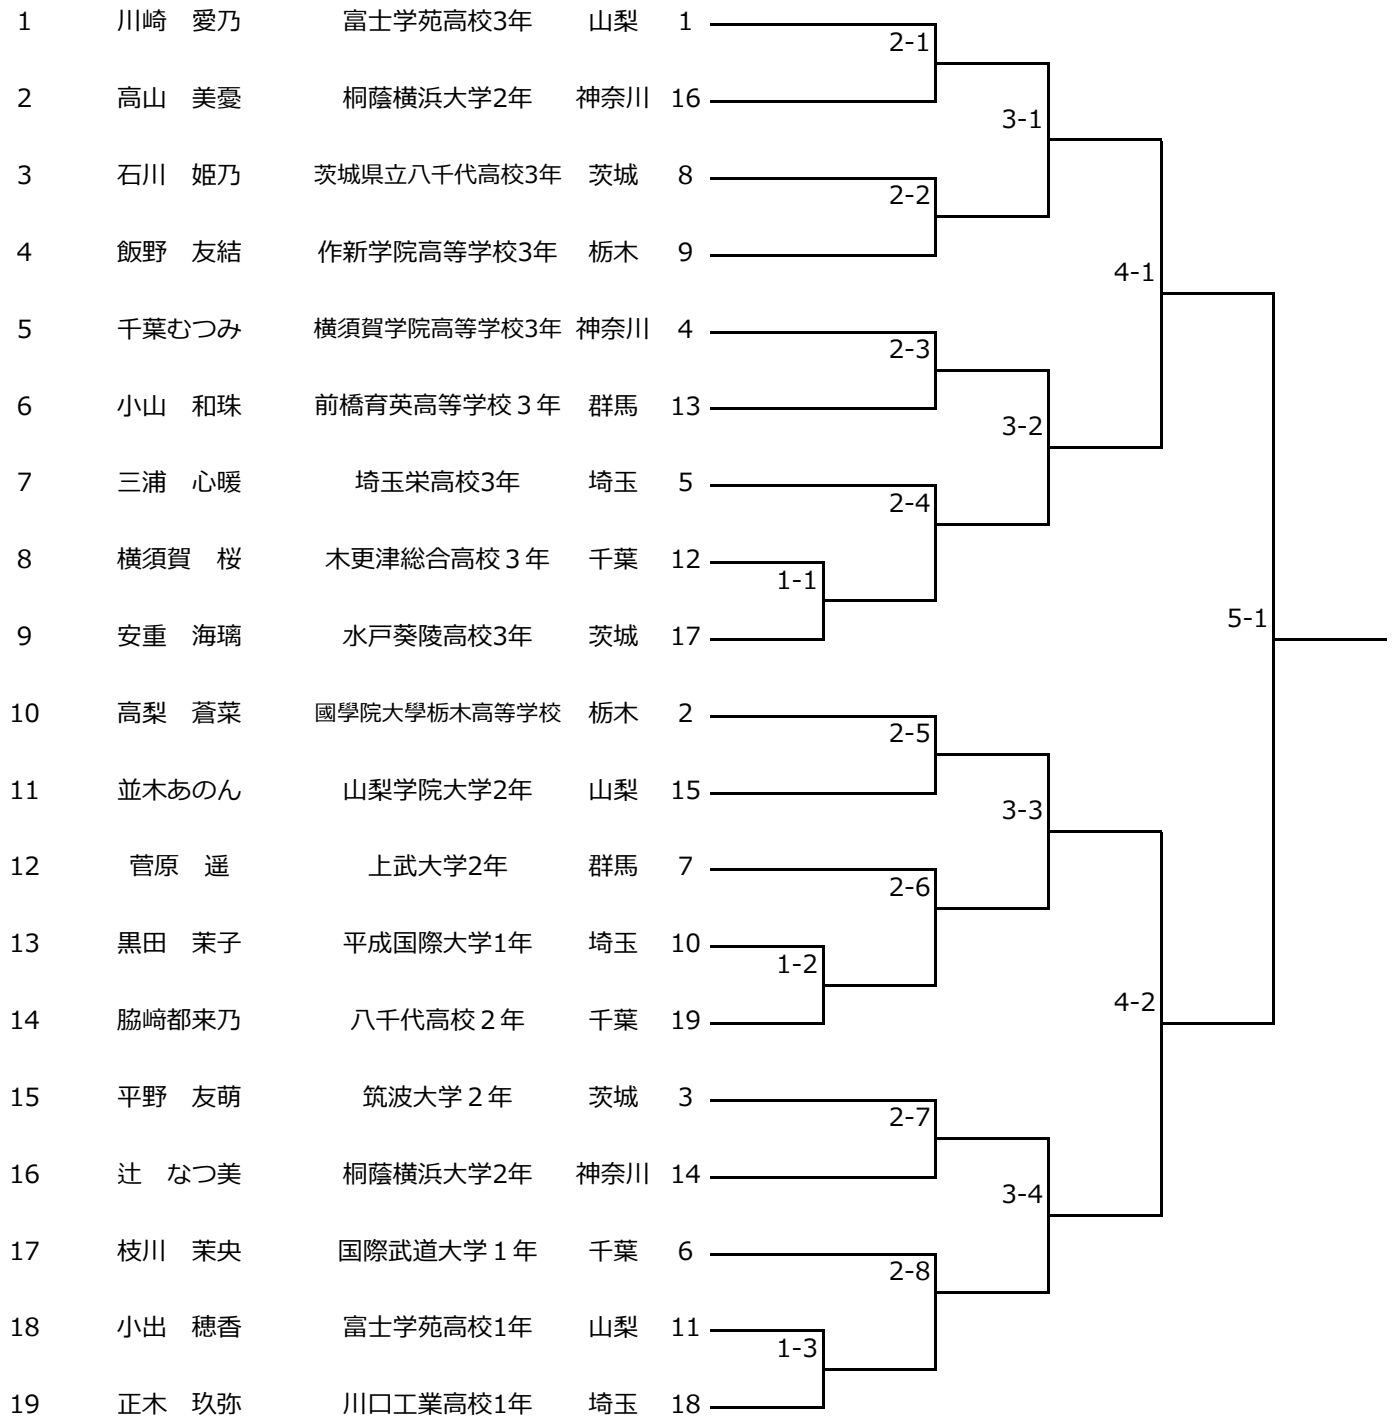 1 川崎　愛乃 富士学苑高校3年 山梨 1
2-1
2 高山　美憂 桐蔭横浜大学2年 神奈川 16
3-1
3 石川　姫乃 茨城県立八千代高校3年 茨城 8
2-2
4 飯野　友結 作新学院高等学校3年 栃木 9
4-1
5 千葉むつみ 横須賀学院高等学校3年 神奈川 4
2-3
6 小山　和珠 前橋育英高等学校３年 群馬 13
3-2
7 三浦　心暖 埼玉栄高校3年 埼玉 5
2-4
8 横須賀　桜 木更津総合高校３年 千葉 12
1-1
5-1
9 安重　海璃 水戸葵陵高校3年 茨城 17
10 高梨　蒼菜 國學院大學栃木高等学校 栃木 2
2-5
11 並木あのん 山梨学院大学2年 山梨 15
3-3
12 菅原　遥 上武大学2年 群馬 7
2-6
13 黒田　茉子 平成国際大学1年 埼玉 10
1-2
4-2
14 脇﨑都来乃 八千代高校２年 千葉 19
15 平野　友萌 筑波大学２年 茨城 3
2-7
16 辻　なつ美 桐蔭横浜大学2年 神奈川 14
3-4
17 枝川　茉央 国際武道大学１年 千葉 6
2-8
18 小出　穂香 富士学苑高校1年 山梨 11
1-3
19 正木　玖弥 川口工業高校1年 埼玉 18